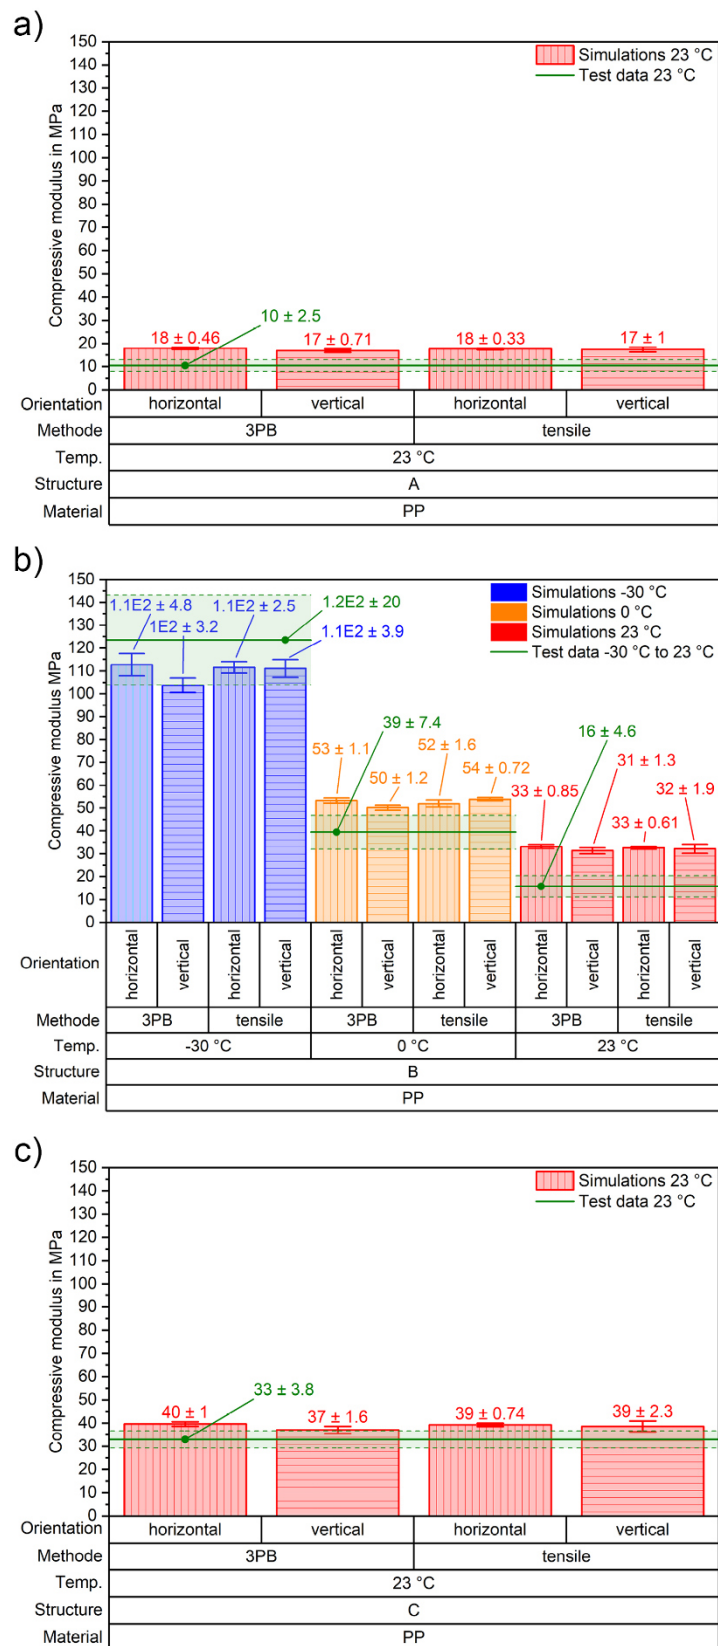 a)
150
140
130
120
110
100
90
80
70
60
50
40
30
20
10
0
Compressive modulus in MPa
Simulations 23 °C
Test data 23 °C
10 ± 2.5
18 ± 0.46
17 ± 0.71
18 ± 0.33
17 ± 1
Orientation horizontal vertical horizontal vertical
Methode 3PB tensile
Temp. 23 °C
Structure A
Material PP
b)
150
140
130
120
110
100
90
80
70
60
50
40
30
20
10
0
Compressive modulus MPa
Simulations -30 °C
Simulations 0 °C
Simulations 23 °C
Test data -30 °C to 23 °C
1.1E2 ± 4.8
1.1E2 ± 2.5
1.2E2 ± 20
1E2 ± 3.2
1.1E2 ± 3.9
39 ± 7.4
16 ± 4.6
53 ± 1.1
52 ± 1.6
31 ± 1.3
50 ± 1.2
54 ± 0.72
33 ± 0.85
32 ± 1.9
33 ± 0.61
Orientation horizontal vertical horizontal vertical horizontal vertical horizontal vertical horizontal vertical horizontal vertical
Methode 3PB tensile 3PB tensile 3PB tensile
Temp. -30 °C 0 °C 23 °C
Structure B
Material PP
c)
150
140
130
120
110
100
90
80
70
60
50
40
30
20
10
0
Compressive modulus in MPa
Simulations 23 °C
Test data 23 °C
33 ± 3.8
40 ± 1
37 ± 1.6
39 ± 0.74
39 ± 2.3
Orientation horizontal vertical horizontal vertical
Methode 3PB tensile
Temp. 23 °C
Structure C
Material PP